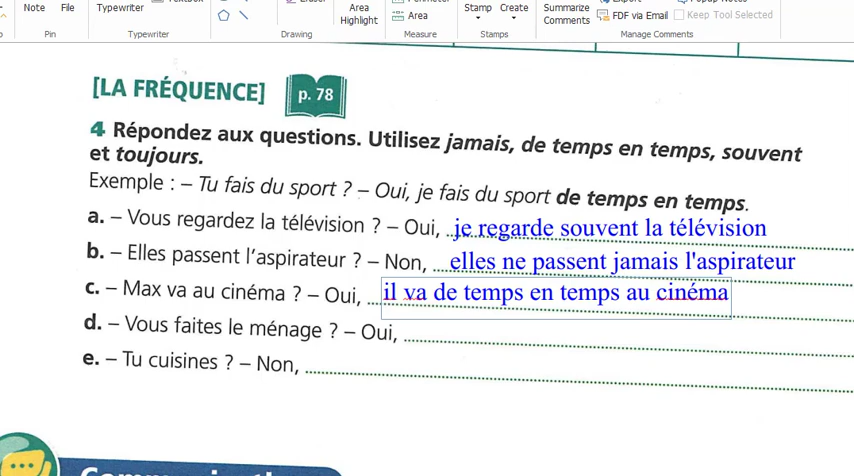 Note File Typewriter Area Highlight Area Stamp Create Summarize Comments PDF via Email Keep Tool Selected
Pin Typewriter Drawing Measure Stamps Manage Comments
[LA FRÉQUENCE] p. 78
4 Répondez aux questions. Utilisez jamais, de temps en temps, souvent
et toujours.
Exemple : – Tu fais du sport ? – Oui, je fais du sport de temps en temps.
a. – Vous regardez la télévision ? – Oui, je regarde souvent la télévision
b. – Elles passent l'aspirateur ? – Non, elles ne passent jamais l'aspirateur
c. – Max va au cinéma ? – Oui, il va de temps en temps au cinéma
d. – Vous faites le ménage ? – Oui,
e. – Tu cuisines ? – Non,